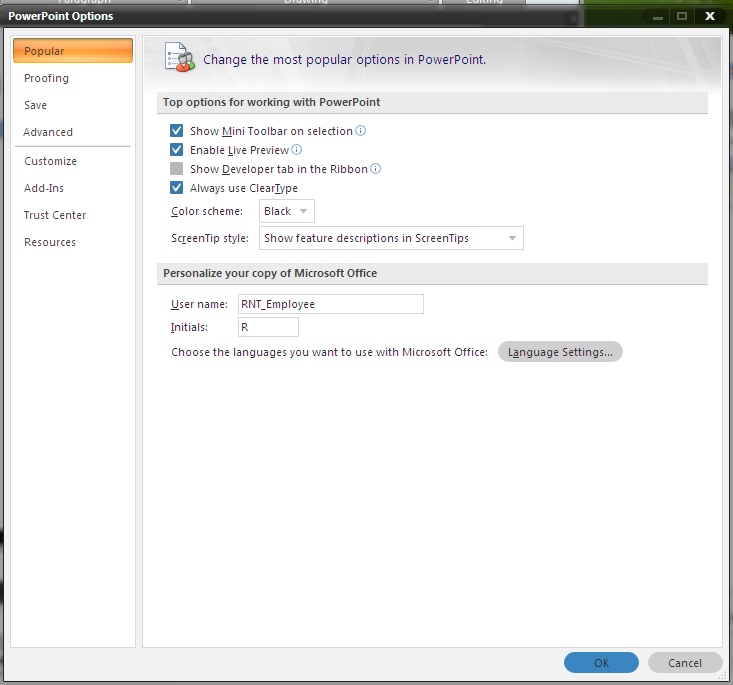 Paragraph
Drawing
Editing
PowerPoint Options
Popular
Proofing
Save
Advanced
Customize
Add-Ins
Trust Center
Resources
Change the most popular options in PowerPoint.
Top options for working with PowerPoint
Show Mini Toolbar on selection
Enable Live Preview
Show Developer tab in the Ribbon
Always use ClearType
Color scheme: Black
ScreenTip style: Show feature descriptions in ScreenTips
Personalize your copy of Microsoft Office
User name: RNT_Employee
Initials: R
Choose the languages you want to use with Microsoft Office: Language Settings...
OK Cancel